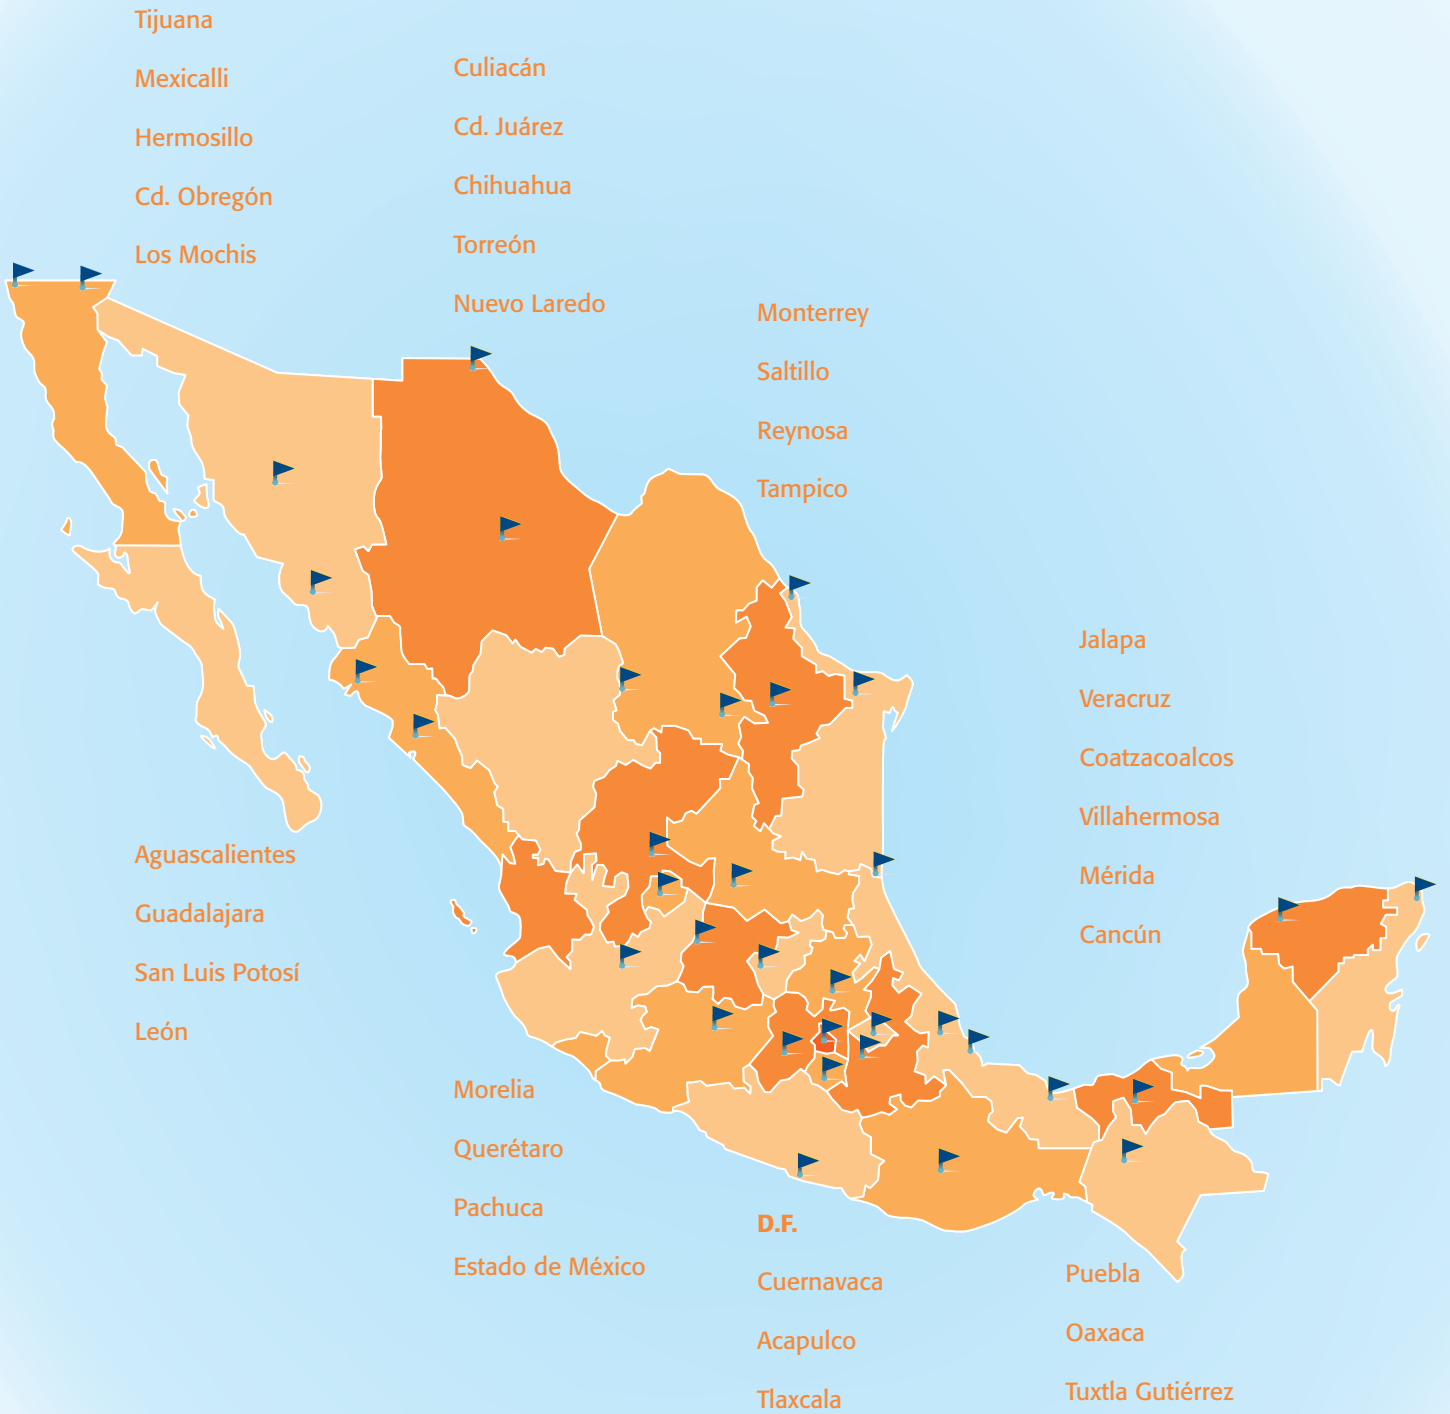 Tijuana
Mexicalli
Hermosillo
Cd. Obregón
Los Mochis
Culiacán
Cd. Juárez
Chihuahua
Torreón
Nuevo Laredo
Monterrey
Saltillo
Reynosa
Tampico
Jalapa
Veracruz
Coatzacoalcos
Villahermosa
Mérida
Cancún
Aguascalientes
Guadalajara
San Luis Potosí
León
Morelia
Querétaro
Pachuca
Estado de México
D.F.
Cuernavaca
Acapulco
Tlaxcala
Puebla
Oaxaca
Tuxtla Gutiérrez